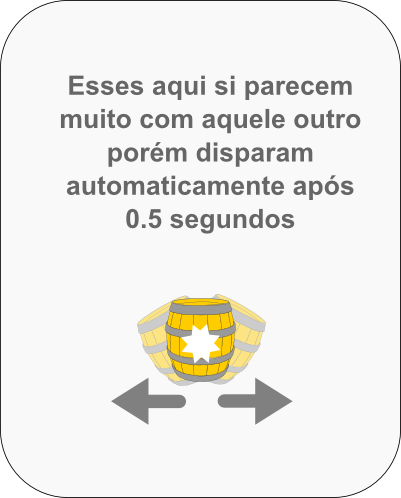 Esses aqui si parecem
muito com aquele outro
porém disparam
automaticamente após
0.5 segundos